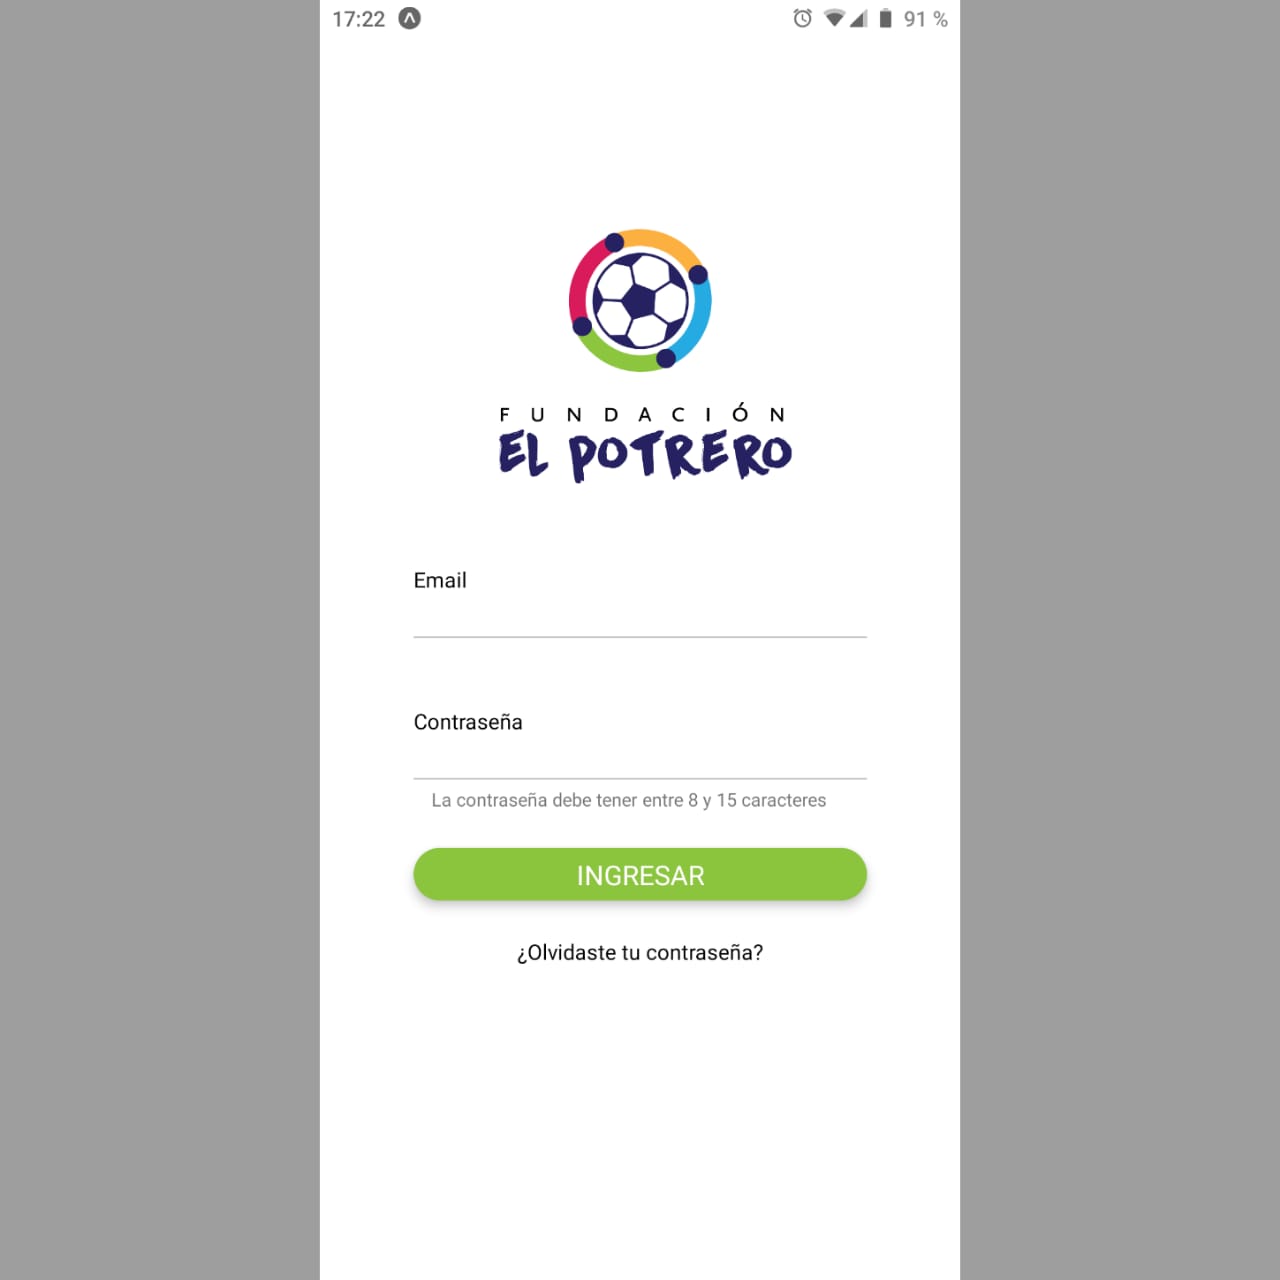 17:22 91 %
FUNDACIÓN
EL POTRERO
Email
Contraseña
La contraseña debe tener entre 8 y 15 caracteres
INGRESAR
¿Olvidaste tu contraseña?